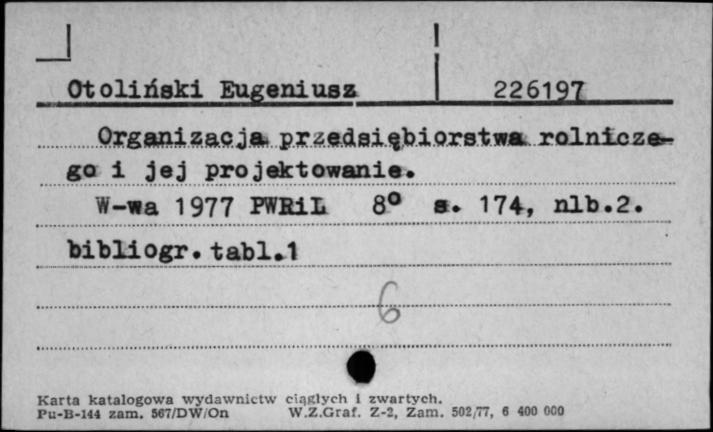 Otoliński Eugeniusz 226197
Organizacja przedsiębiorstwa rolnicze-
go i jej projektowanie.
W-wa 1977 PWRiL 8° s. 174, nlb.2.
bibliogr. tabl.1
6
Karta katalogowa wydawnictw ciągłych i zwartych.
Pu-B-144 zam. 567/DW/On W.Z.Graf. Z-2, Zam. 502/77, 6 400 000